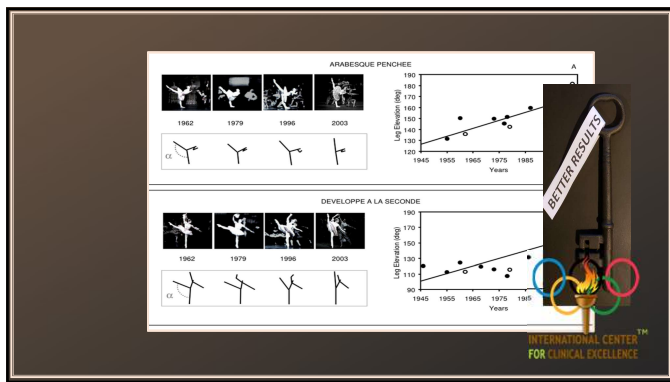 ARABESQUE PENCHEE
A
1962 1979 1996 2003
α
Leg Elevation (deg)
190
180
170
160
150
140
130
120
1945 1955 1965 1975 1985
Years
BETTER RESULTS
DEVELOPPE A LA SECONDE
1962 1979 1996 2003
α
Leg Elevation (deg)
190
170
150
130
110
90
1945 1955 1965 1975 1985
Years
INTERNATIONAL CENTER™
FOR CLINICAL EXCELLENCE